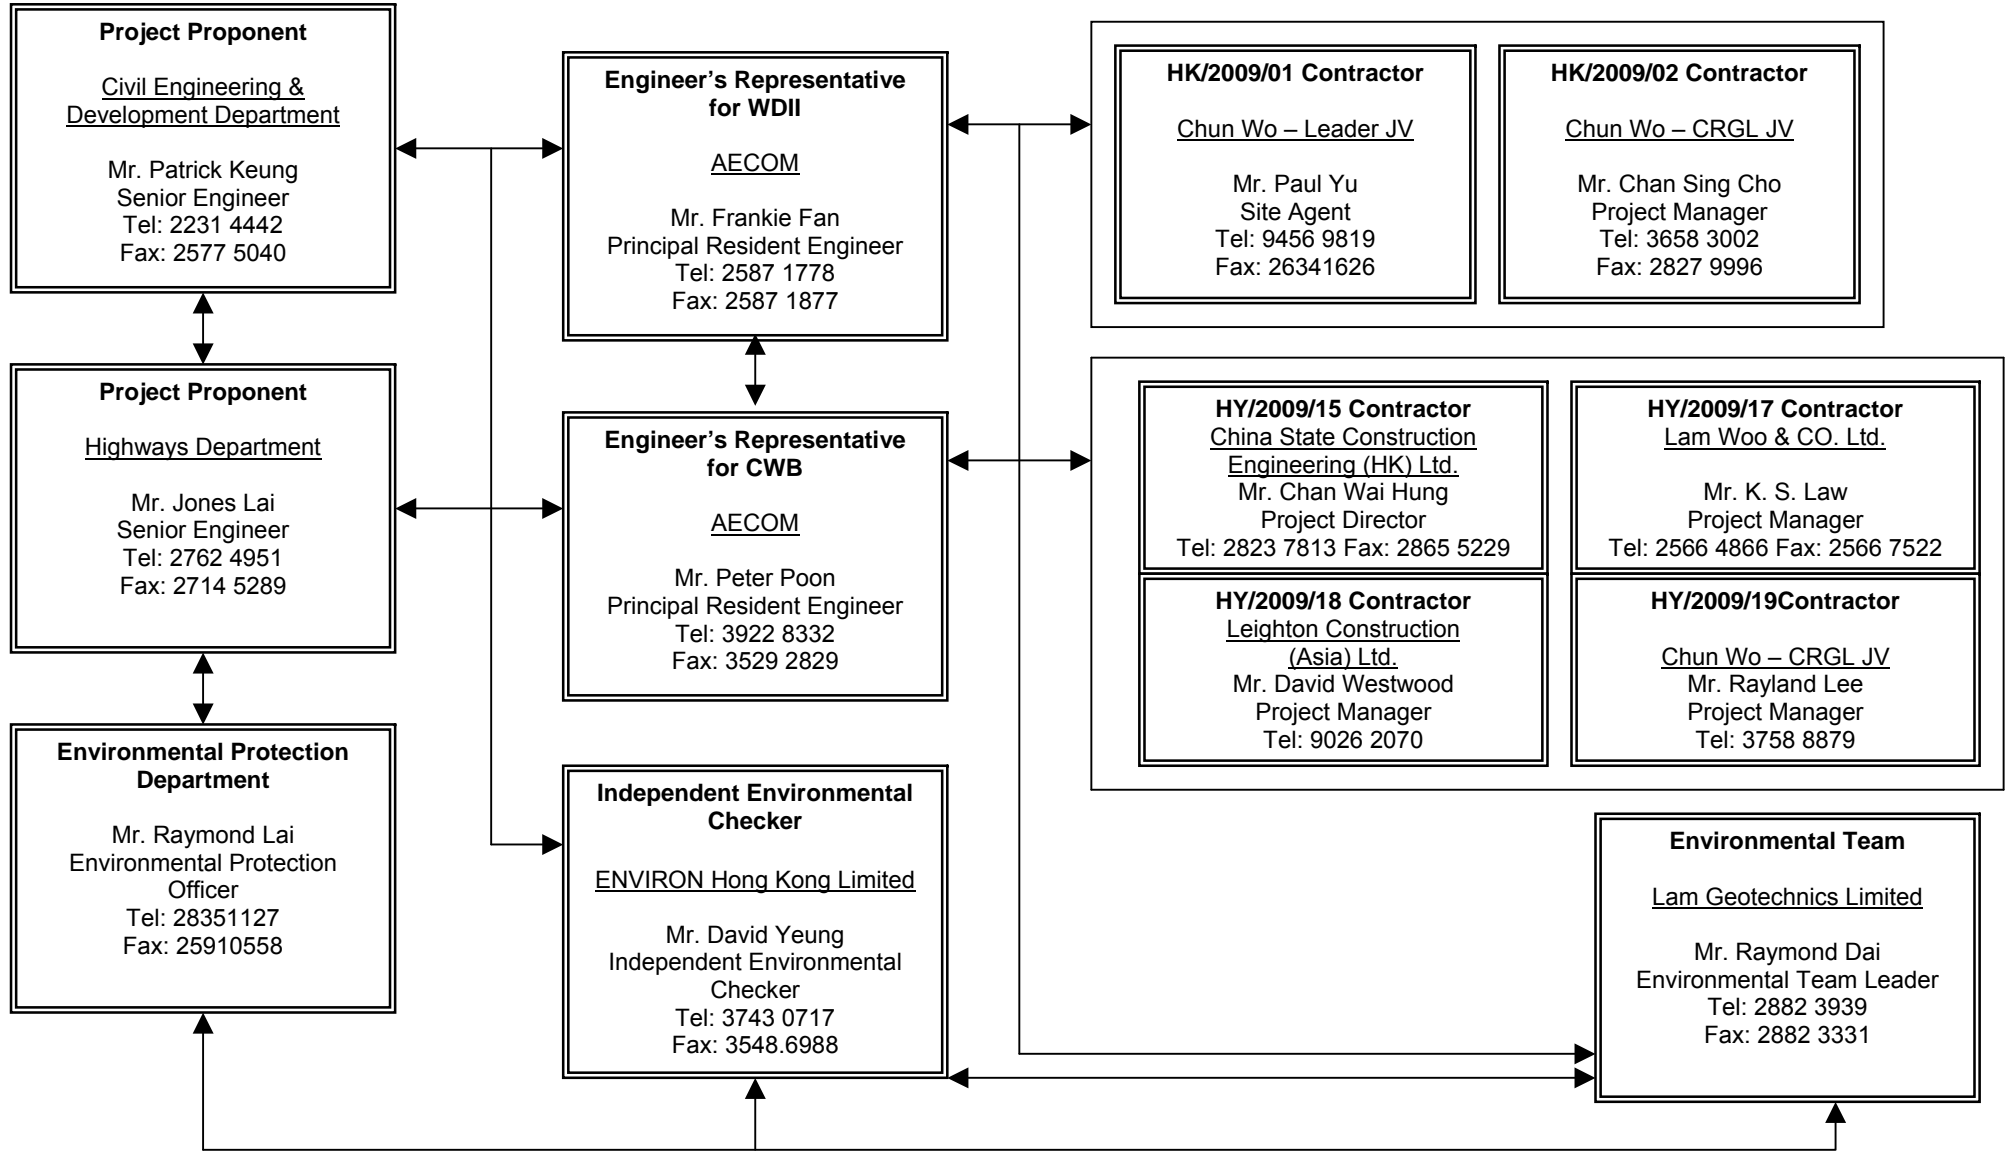 Project Proponent
Civil Engineering &
Development Department
Mr. Patrick Keung
Senior Engineer
Tel: 2231 4442
Fax: 2577 5040
Project Proponent
Highways Department
Mr. Jones Lai
Senior Engineer
Tel: 2762 4951
Fax: 2714 5289
Environmental Protection
Department
Mr. Raymond Lai
Environmental Protection
Officer
Tel: 28351127
Fax: 25910558
Engineer’s Representative
for WDII
AECOM
Mr. Frankie Fan
Principal Resident Engineer
Tel: 2587 1778
Fax: 2587 1877
Engineer’s Representative
for CWB
AECOM
Mr. Peter Poon
Principal Resident Engineer
Tel: 3922 8332
Fax: 3529 2829
Independent Environmental
Checker
ENVIRON Hong Kong Limited
Mr. David Yeung
Independent Environmental
Checker
Tel: 3743 0717
Fax: 3548.6988
HK/2009/01 Contractor
Chun Wo – Leader JV
Mr. Paul Yu
Site Agent
Tel: 9456 9819
Fax: 26341626
HK/2009/02 Contractor
Chun Wo – CRGL JV
Mr. Chan Sing Cho
Project Manager
Tel: 3658 3002
Fax: 2827 9996
HY/2009/15 Contractor
China State Construction
Engineering (HK) Ltd.
Mr. Chan Wai Hung
Project Director
Tel: 2823 7813 Fax: 2865 5229
HY/2009/17 Contractor
Lam Woo & CO. Ltd.
Mr. K. S. Law
Project Manager
Tel: 2566 4866 Fax: 2566 7522
HY/2009/18 Contractor
Leighton Construction
(Asia) Ltd.
Mr. David Westwood
Project Manager
Tel: 9026 2070
HY/2009/19Contractor
Chun Wo – CRGL JV
Mr. Rayland Lee
Project Manager
Tel: 3758 8879
Environmental Team
Lam Geotechnics Limited
Mr. Raymond Dai
Environmental Team Leader
Tel: 2882 3939
Fax: 2882 3331